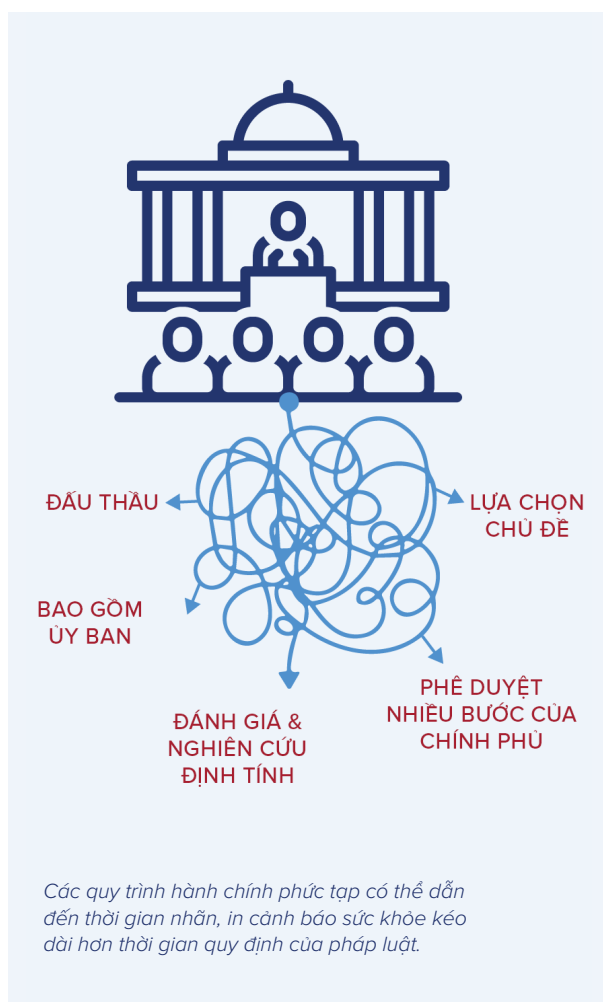 ĐẤU THẦU
LỰA CHỌN
CHỦ ĐỀ
BAO GỒM
ỦY BAN
PHÊ DUYỆT
NHIỀU BƯỚC CỦA
CHÍNH PHỦ
ĐÁNH GIÁ &
NGHIÊN CỨU
ĐỊNH TÍNH
Các quy trình hành chính phức tạp có thể dẫn
đến thời gian nhãn, in cảnh báo sức khỏe kéo
dài hơn thời gian quy định của pháp luật.